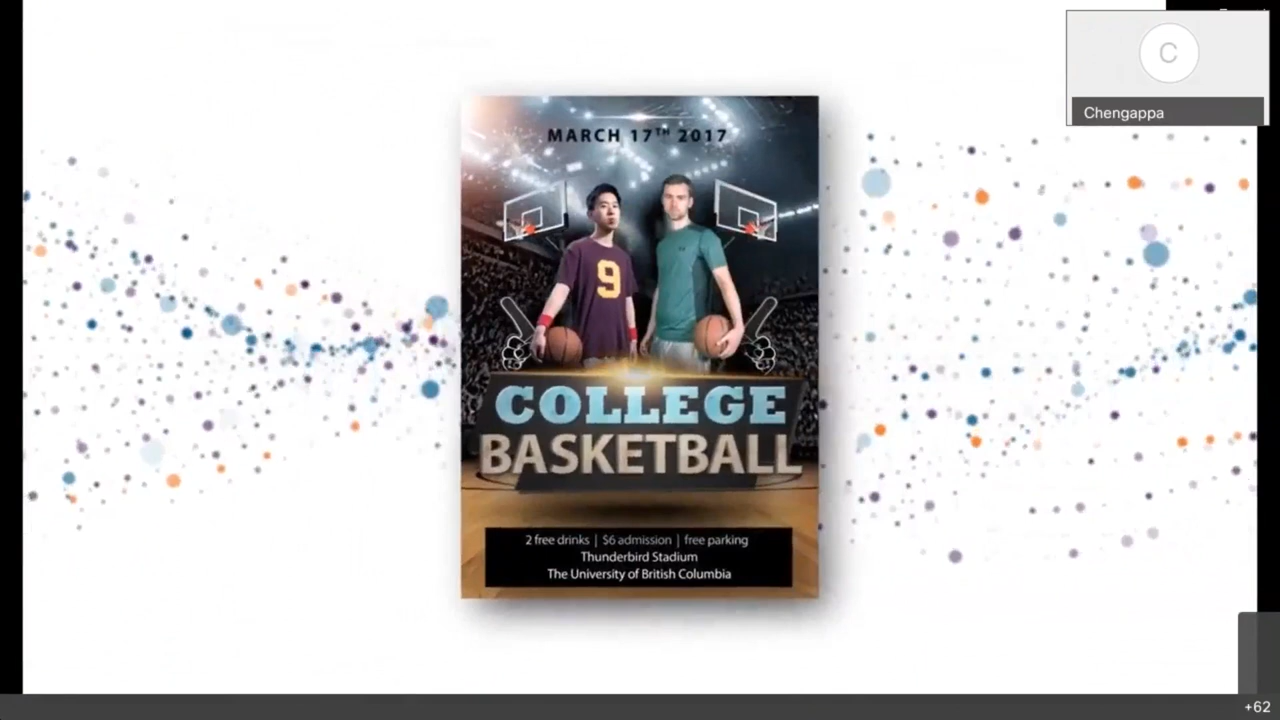 C
Chengappa
MARCH 17TH 2017
9
COLLEGE
BASKETBALL
2 free drinks | $6 admission | free parking
Thunderbird Stadium
The University of British Columbia
+62